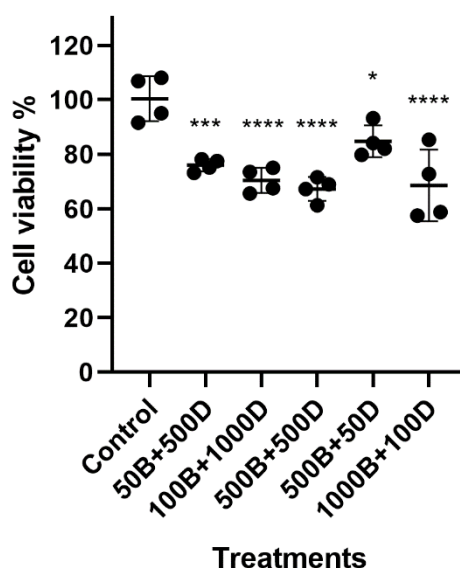 Cell viability %
120
100
80
60
40
20
0
***
****
****
*
****
Control
50B+500D
100B+1000D
500B+500D
500B+50D
1000B+100D
Treatments